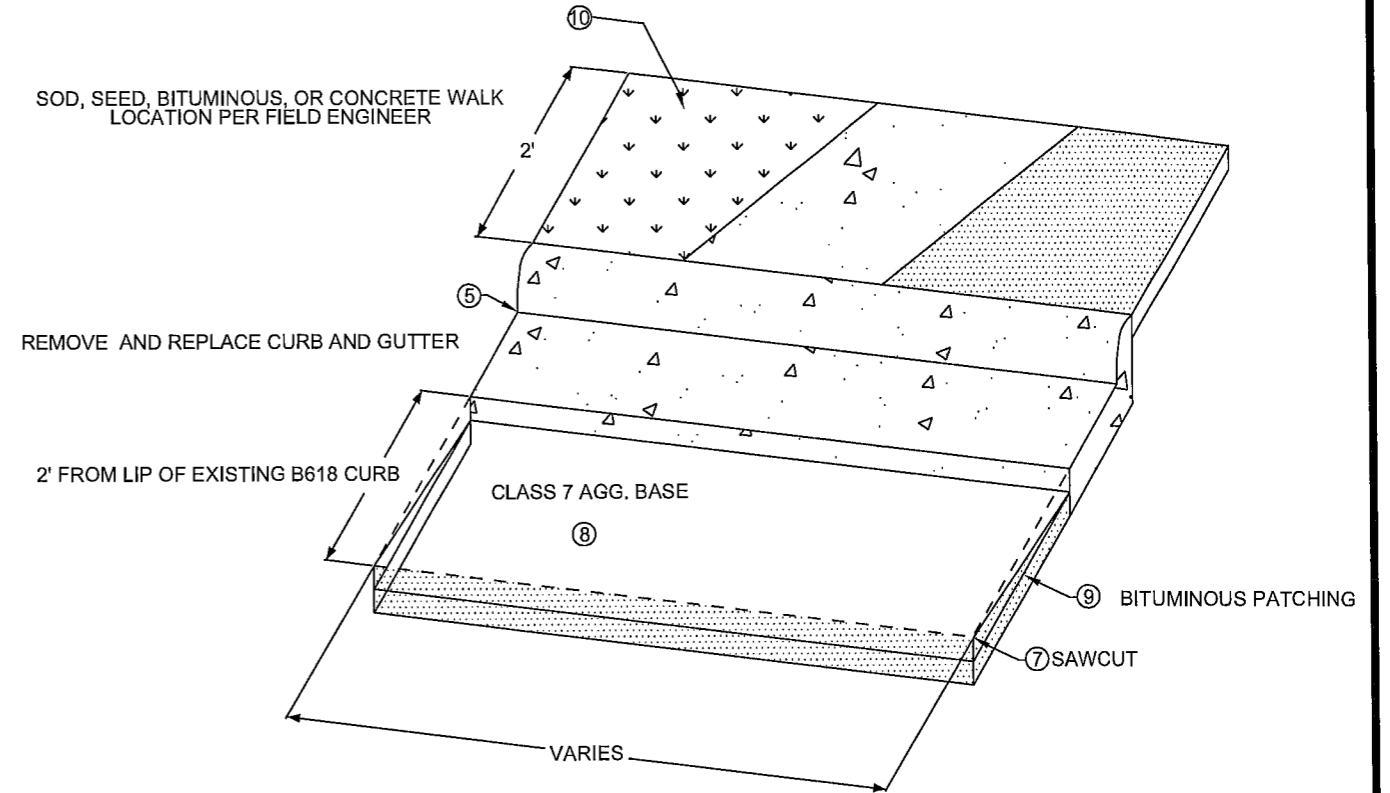 ⑩
SOD, SEED, BITUMINOUS, OR CONCRETE WALK
LOCATION PER FIELD ENGINEER
2'
⑤
REMOVE AND REPLACE CURB AND GUTTER
2' FROM LIP OF EXISTING B618 CURB
CLASS 7 AGG. BASE
⑧
⑨ BITUMINOUS PATCHING
⑦ SAWCUT
VARIES